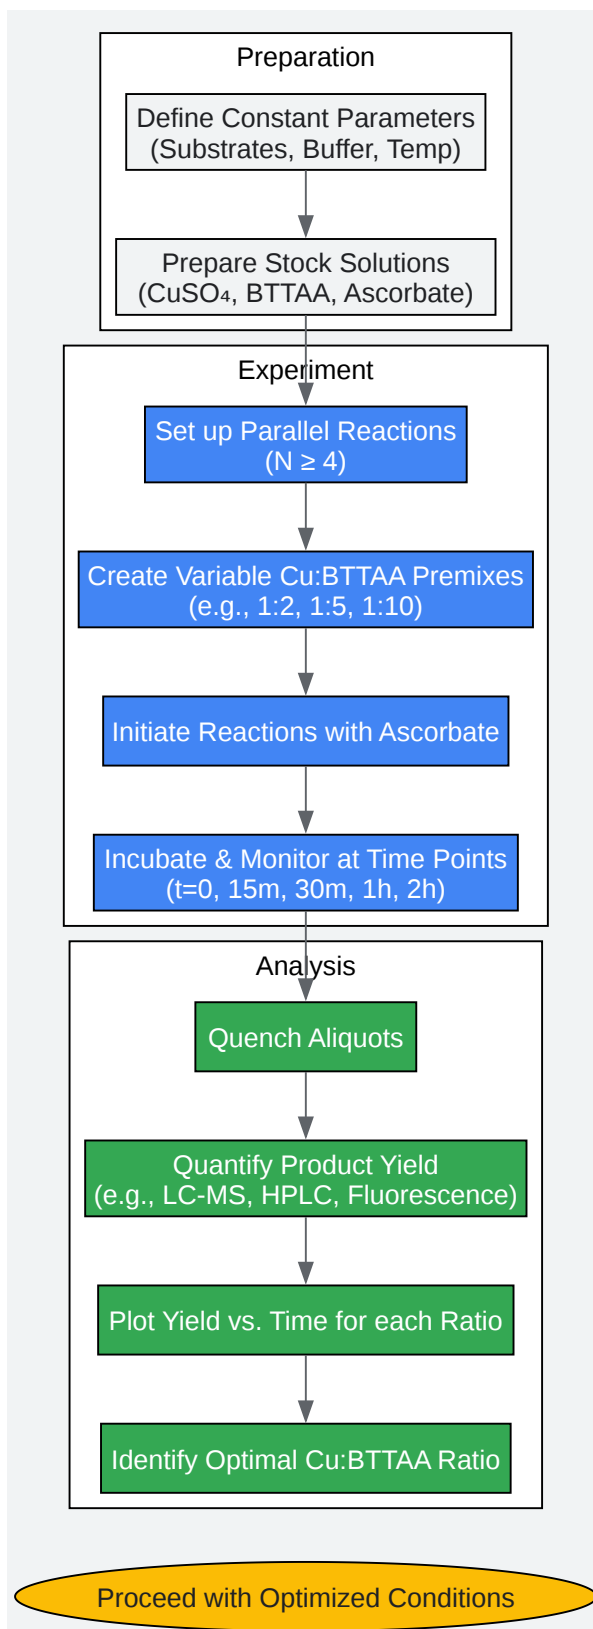 Preparation
Define Constant Parameters
(Substrates, Buffer, Temp)
Prepare Stock Solutions
(CuSO₄, BTTAA, Ascorbate)
Experiment
Set up Parallel Reactions
(N ≥ 4)
Create Variable Cu:BTTAA Premixes
(e.g., 1:2, 1:5, 1:10)
Initiate Reactions with Ascorbate
Incubate & Monitor at Time Points
(t=0, 15m, 30m, 1h, 2h)
Analysis
Quench Aliquots
Quantify Product Yield
(e.g., LC-MS, HPLC, Fluorescence)
Plot Yield vs. Time for each Ratio
Identify Optimal Cu:BTTAA Ratio
Proceed with Optimized Conditions